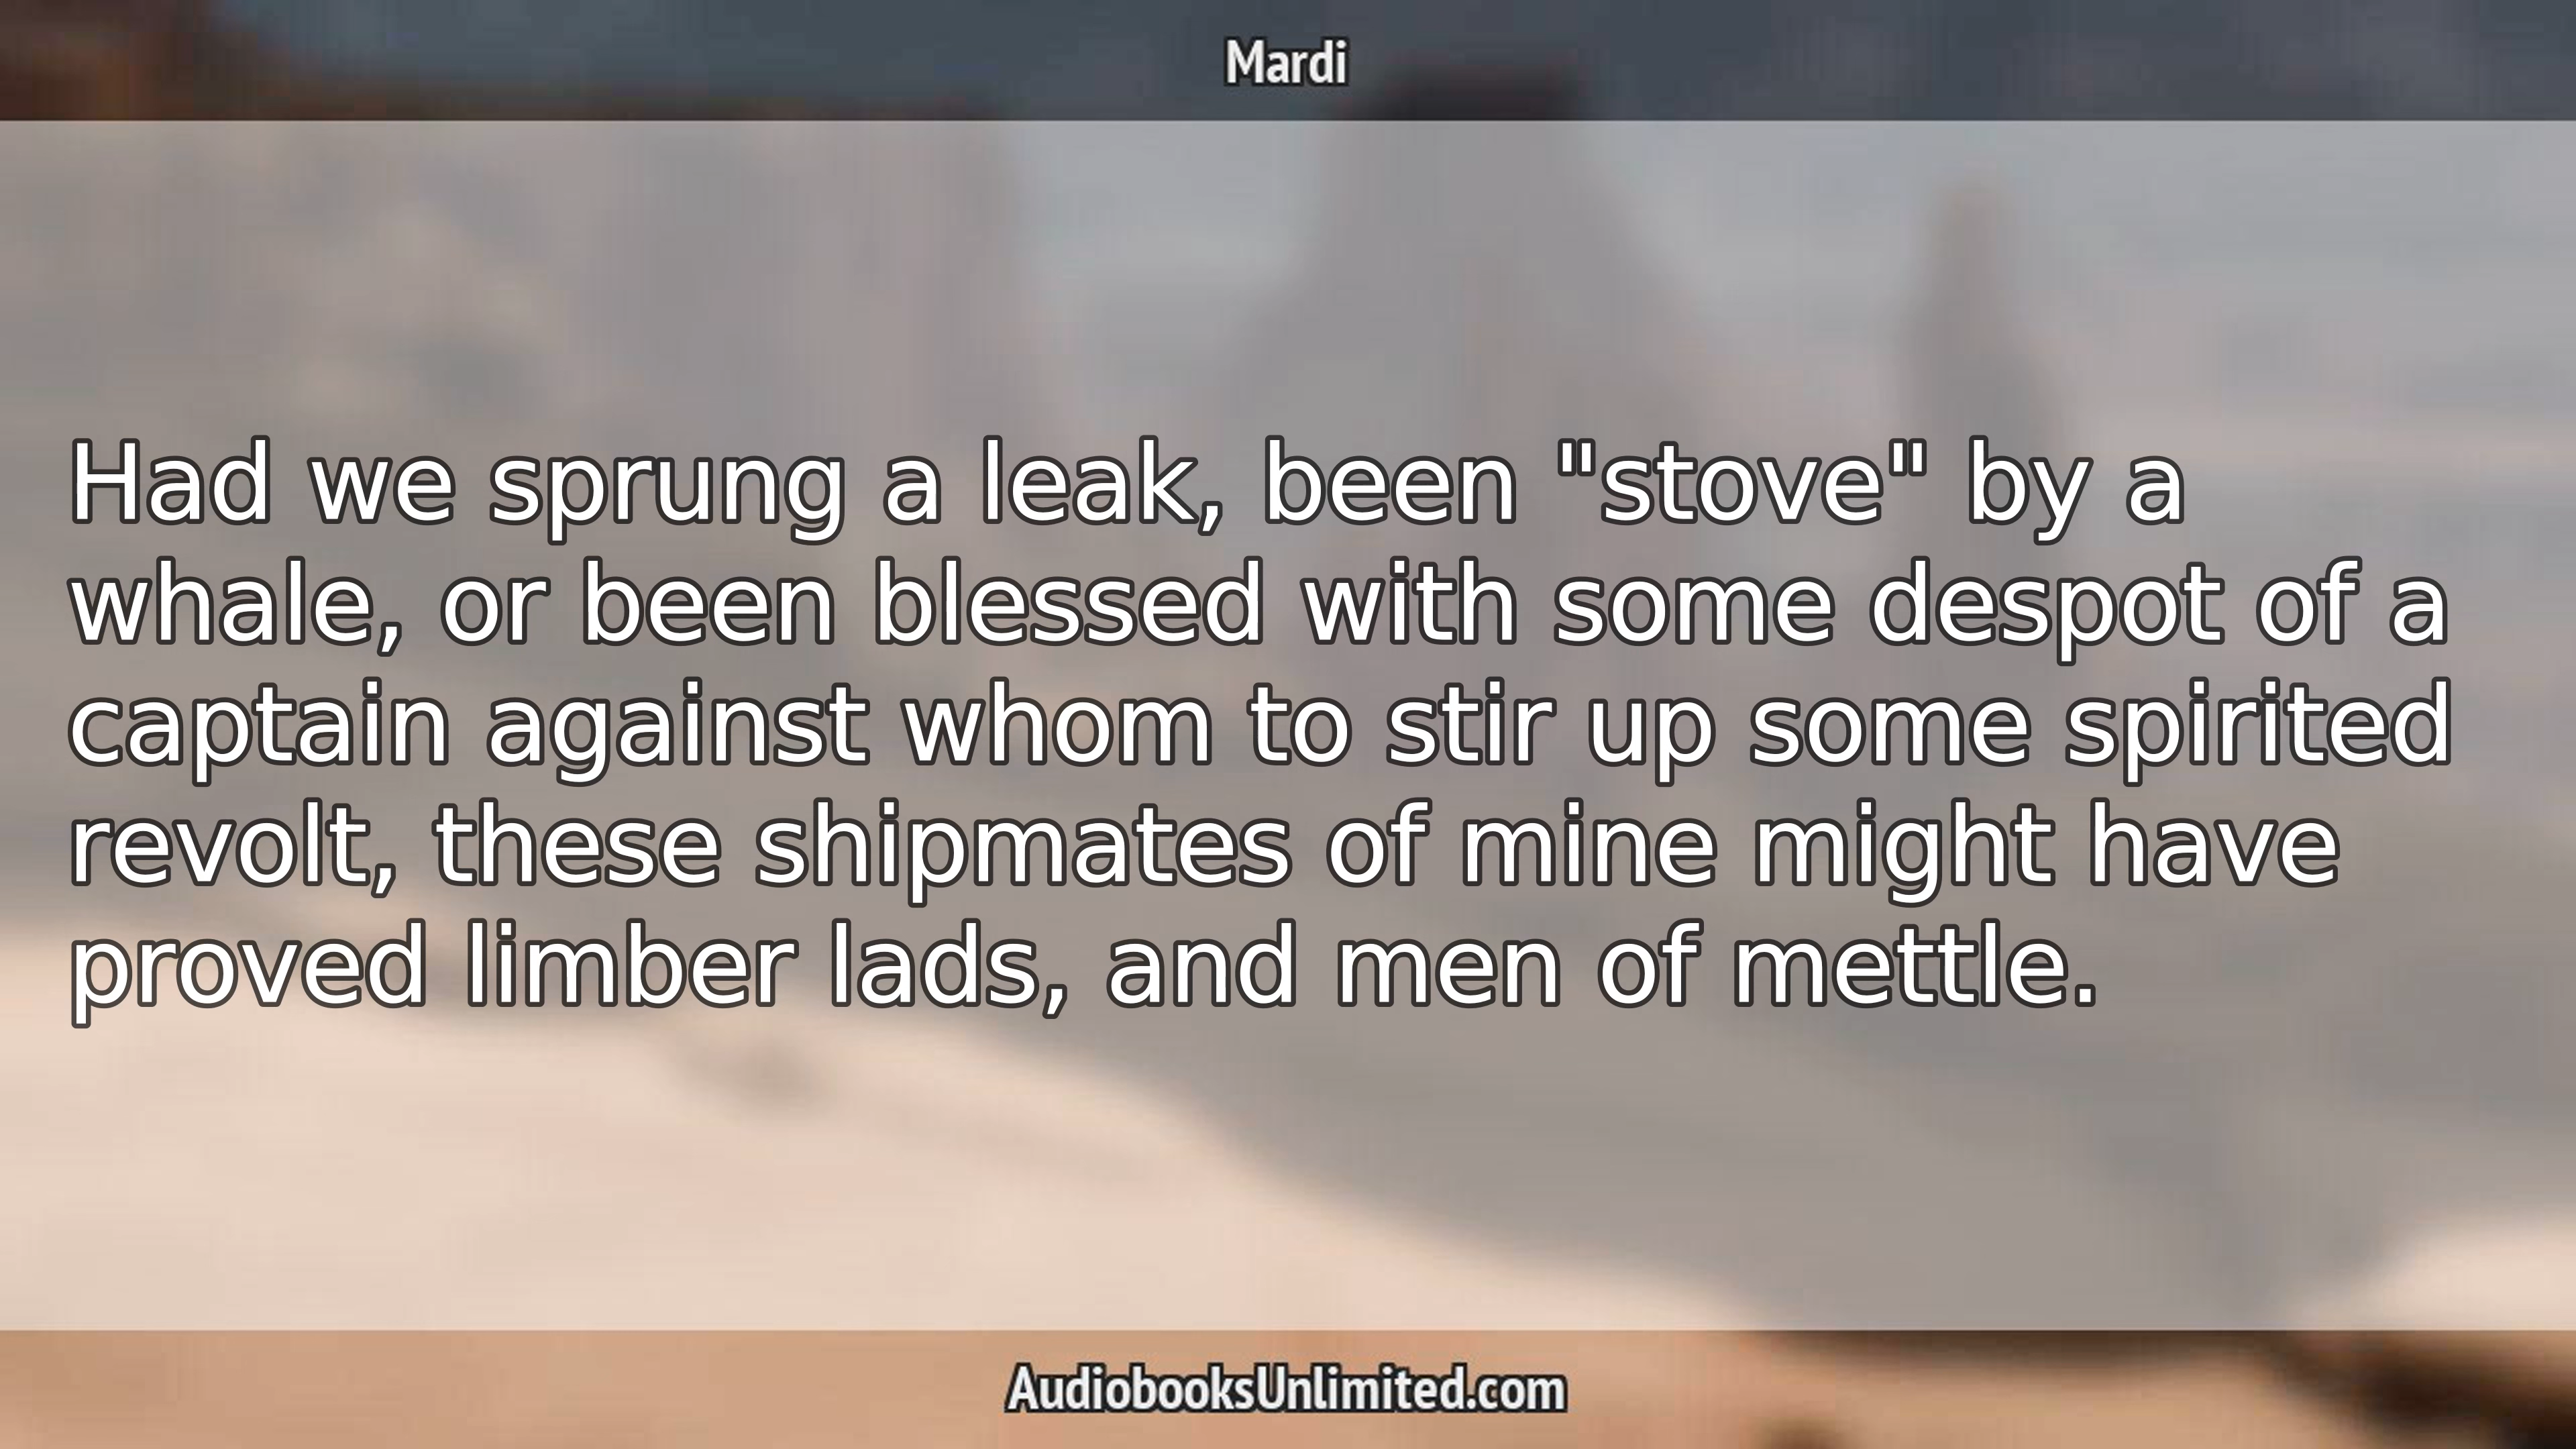 Mardi
Had we sprung a leak, been "stove" by a
whale, or been blessed with some despot of a
captain against whom to stir up some spirited
revolt, these shipmates of mine might have
proved limber lads, and men of mettle.
AudiobooksUnlimited.com